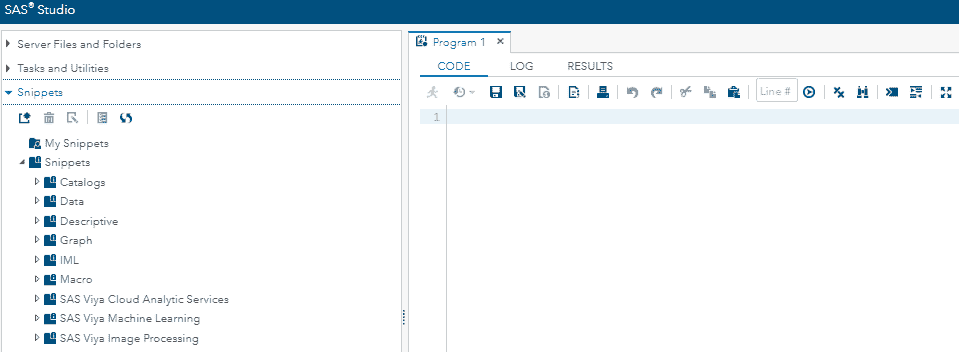 SAS® Studio
Server Files and Folders
Tasks and Utilities
Snippets
My Snippets
Snippets
Catalogs
Data
Descriptive
Graph
IML
Macro
SAS Viya Cloud Analytic Services
SAS Viya Machine Learning
SAS Viya Image Processing
Program 1
CODE LOG RESULTS
Line #
1